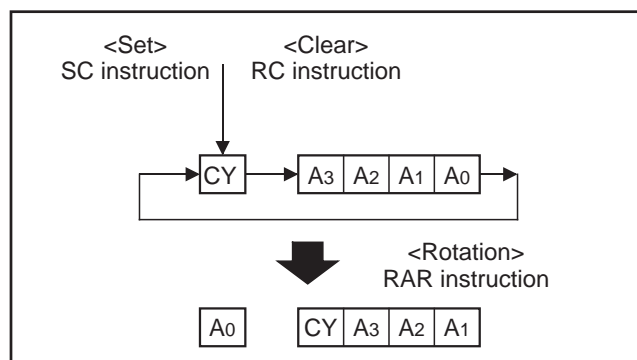 <Set> <Clear>
SC instruction RC instruction
CY A3 A2 A1 A0
<Rotation>
RAR instruction
A0 CY A3 A2 A1